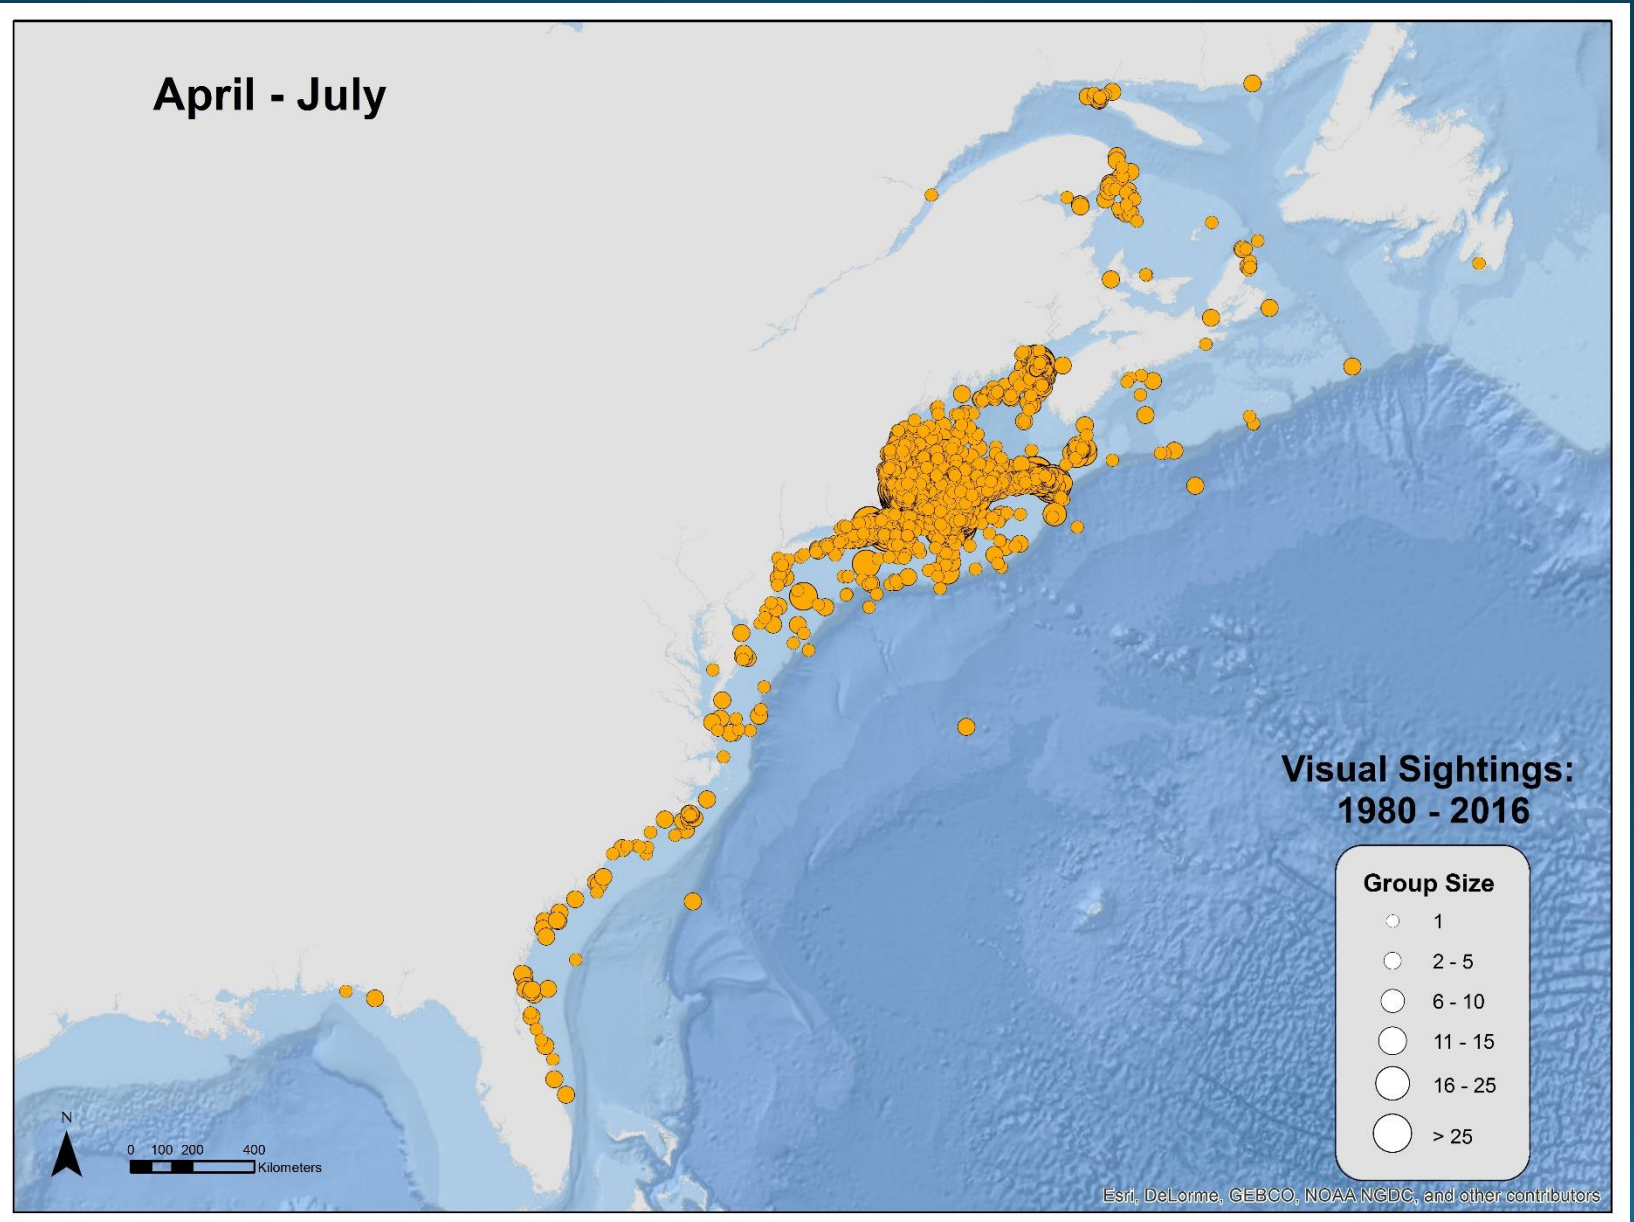 April - July
Visual Sightings:
1980 - 2016
Group Size
1
2 - 5
6 - 10
11 - 15
16 - 25
> 25
N
0 100 200 400
Kilometers
Esri, DeLorme, GEBCO, NOAA NGDC, and other contributors